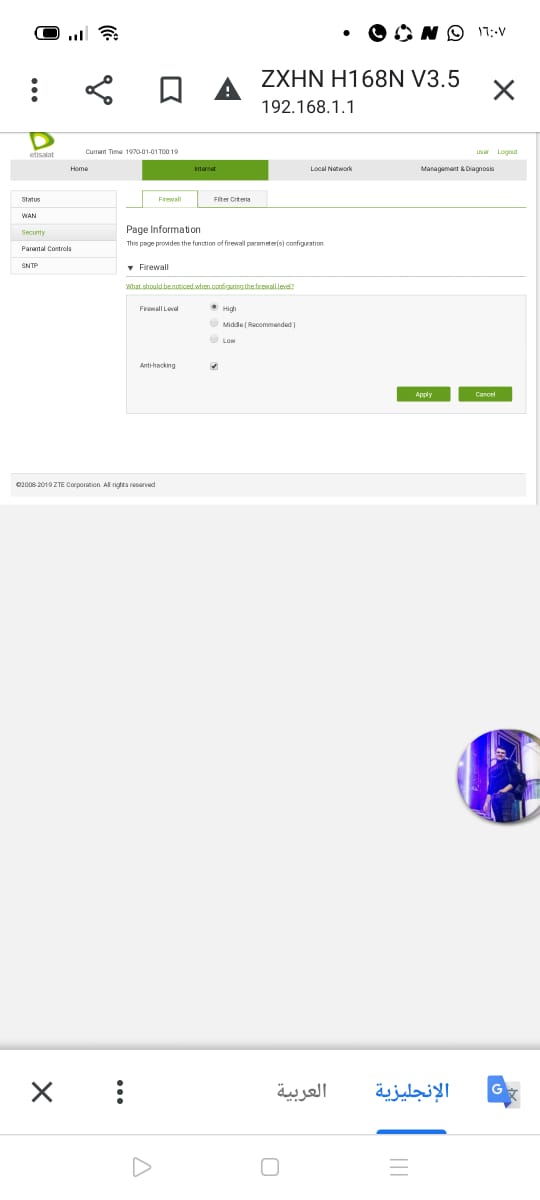 ١٦:٠٧
ZXHN H168N V3.5
192.168.1.1
etisalat
Current Time: 1970-01-01T00:19
user Logout
Home Internet Local Network Management & Diagnosis
Status
WAN
Security
Parental Controls
SNTP
Firewall Filter Criteria
Page Information
This page provides the function of firewall parameter(s) configuration
▼ Firewall
What should be noticed when configuring the firewall level?
Firewall Level High
Middle ( Recommended )
Low
Anti-hacking
Apply Cancel
©2008-2019 ZTE Corporation. All rights reserved
الإنجليزية العربية